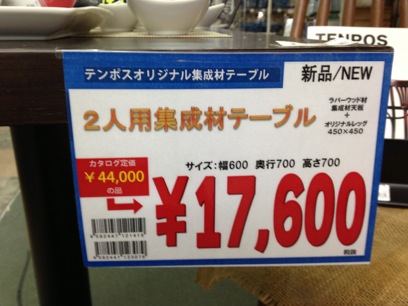 TENPOS
テンポスオリジナル集成材テーブル
新品/NEW
2人用集成材テーブル
ラバーウッド材
集成材天板
+
オリジナルレッグ
450×450
カタログ定価
¥44,000
の品
サイズ:幅600 奥行700 高さ700
¥17,600
税抜